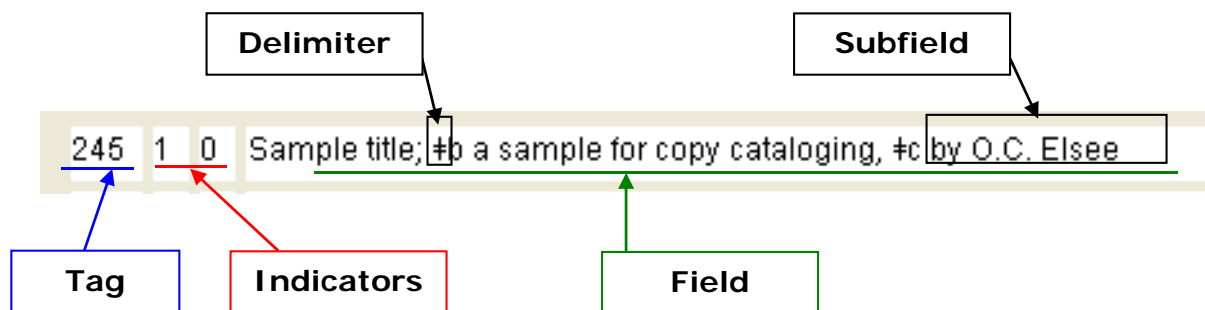 Delimiter Subfield
245 1 0 Sample title; ǂb a sample for copy cataloging, ǂc by O.C. Elsee
Tag Indicators Field